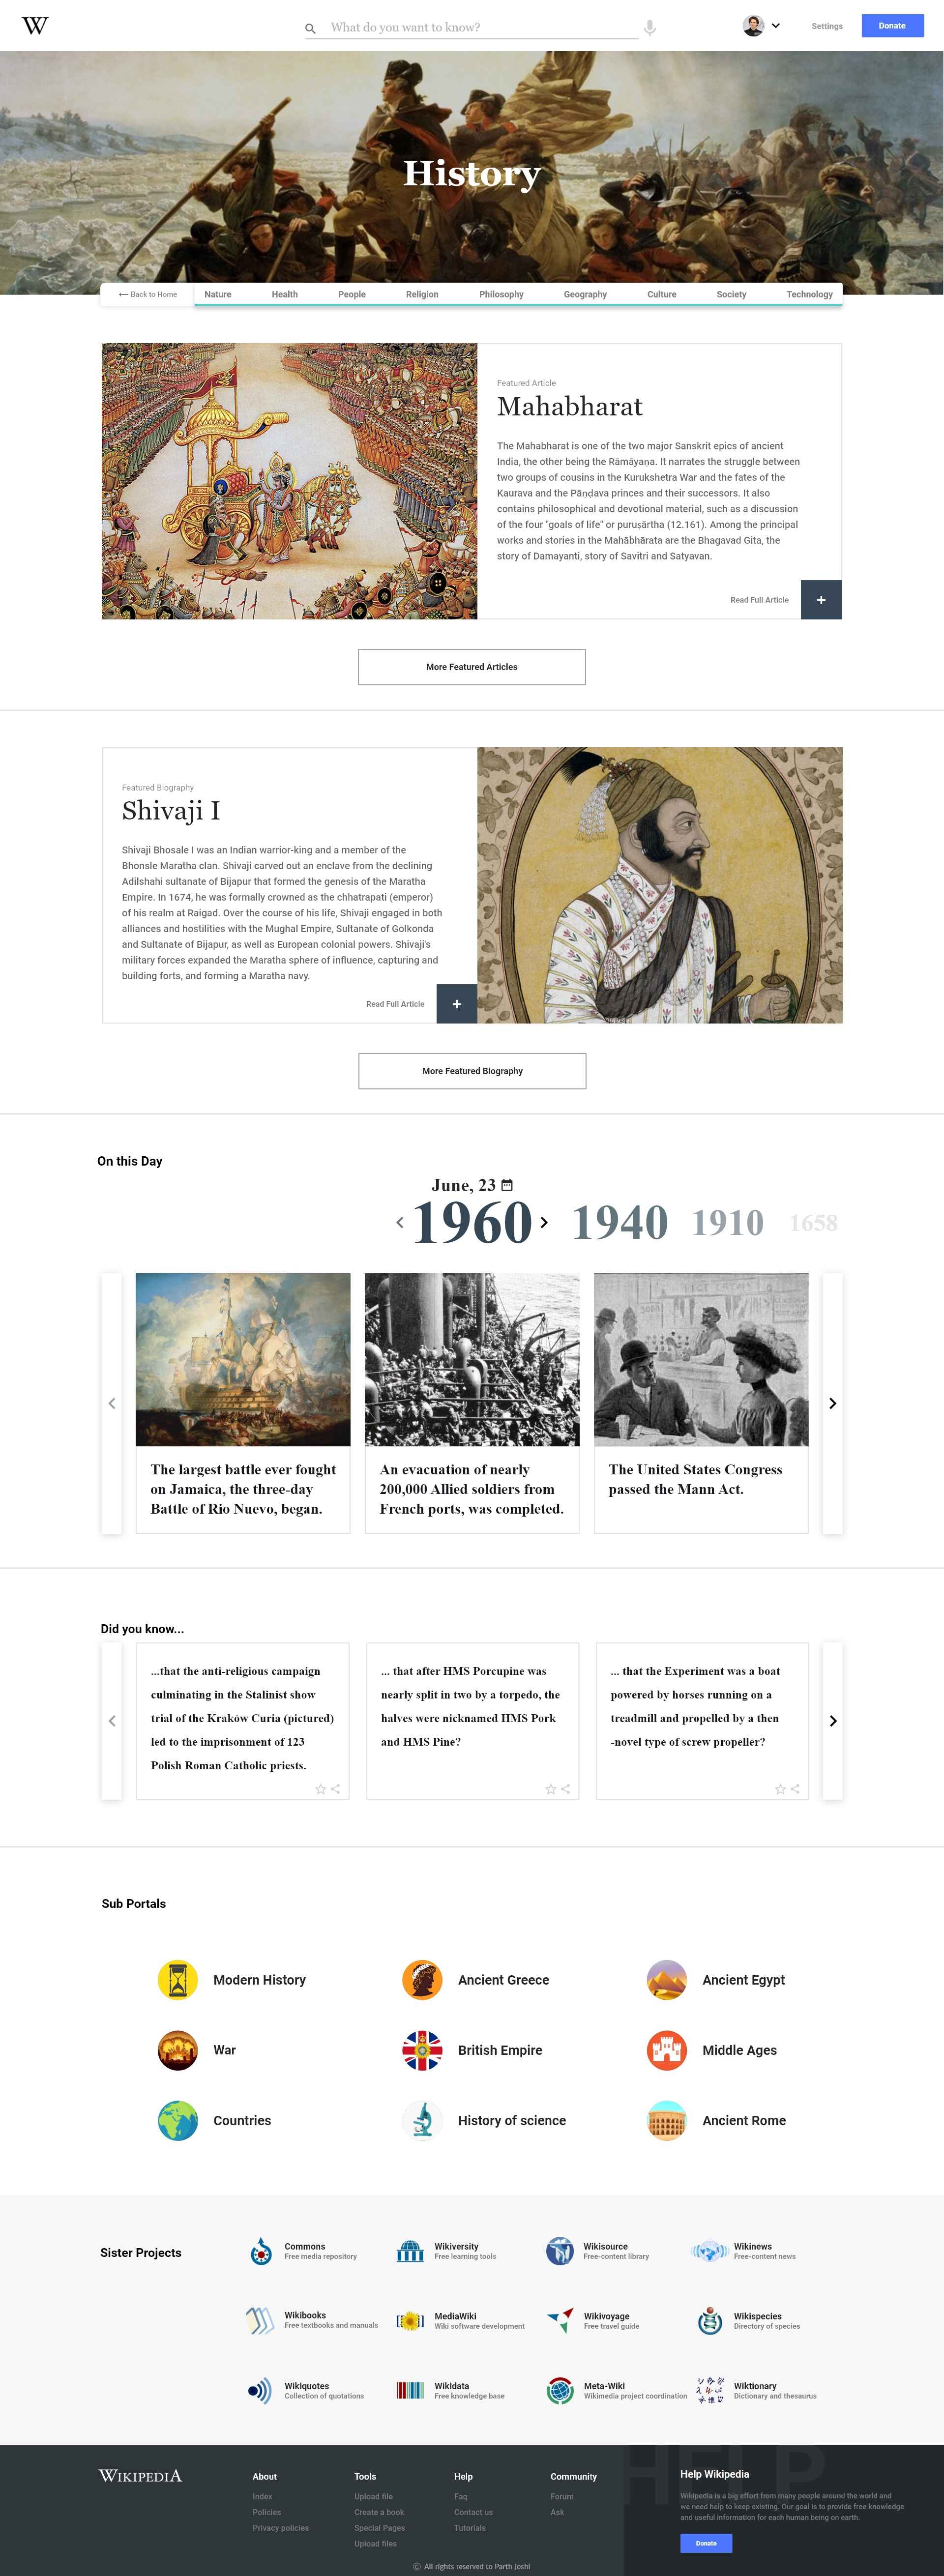 W
What do you want to know?
Settings
Donate
History
Back to Home
Nature
Health
People
Religion
Philosophy
Geography
Culture
Society
Technology
Featured Article
Mahabharat
The Mahabharat is one of the two major Sanskrit epics of ancient
India, the other being the Rāmāyaṇa. It narrates the struggle between
two groups of cousins in the Kurukshetra War and the fates of the
Kaurava and the Pāṇḍava princes and their successors. It also
contains philosophical and devotional material, such as a discussion
of the four "goals of life" or puruṣārtha (12.161). Among the principal
works and stories in the Mahābhārata are the Bhagavad Gita, the
story of Damayanti, story of Savitri and Satyavan.
Read Full Article
+
More Featured Articles
Featured Biography
Shivaji I
Shivaji Bhosale I was an Indian warrior-king and a member of the
Bhonsle Maratha clan. Shivaji carved out an enclave from the declining
Adilshahi sultanate of Bijapur that formed the genesis of the Maratha
Empire. In 1674, he was formally crowned as the chhatrapati (emperor)
of his realm at Raigad. Over the course of his life, Shivaji engaged in both
alliances and hostilities with the Mughal Empire, Sultanate of Golkonda
and Sultanate of Bijapur, as well as European colonial powers. Shivaji's
military forces expanded the Maratha sphere of influence, capturing and
building forts, and forming a Maratha navy.
Read Full Article
+
More Featured Biography
On this Day
June, 23
1960
1940
1910
1658
The largest battle ever fought
on Jamaica, the three-day
Battle of Rio Nuevo, began.
An evacuation of nearly
200,000 Allied soldiers from
French ports, was completed.
The United States Congress
passed the Mann Act.
Did you know...
...that the anti-religious campaign
culminating in the Stalinist show
trial of the Kraków Curia (pictured)
led to the imprisonment of 123
Polish Roman Catholic priests.
... that after HMS Porcupine was
nearly split in two by a torpedo, the
halves were nicknamed HMS Pork
and HMS Pine?
... that the Experiment was a boat
powered by horses running on a
treadmill and propelled by a then
-novel type of screw propeller?
Sub Portals
Modern History
Ancient Greece
Ancient Egypt
War
British Empire
Middle Ages
Countries
History of science
Ancient Rome
Sister Projects
Commons
Free media repository
Wikiversity
Free learning tools
Wikisource
Free-content library
Wikinews
Free-content news
Wikibooks
Free textbooks and manuals
MediaWiki
Wiki software development
Wikivoyage
Free travel guide
Wikispecies
Directory of species
Wikiquotes
Collection of quotations
Wikidata
Free knowledge base
Meta-Wiki
Wikimedia project coordination
Wiktionary
Dictionary and thesaurus
WIKIPEDIA
About
Index
Policies
Privacy policies
Tools
Upload file
Create a book
Special Pages
Upload files
Help
Faq
Contact us
Tutorials
Community
Forum
Ask
HELP
Help Wikipedia
Wikipedia is a big effort from many people around the world and
we need help to keep existing. Our goal is to provide free knowledge
and useful information for each human being on earth.
Donate
© All rights reserved to Parth Joshi